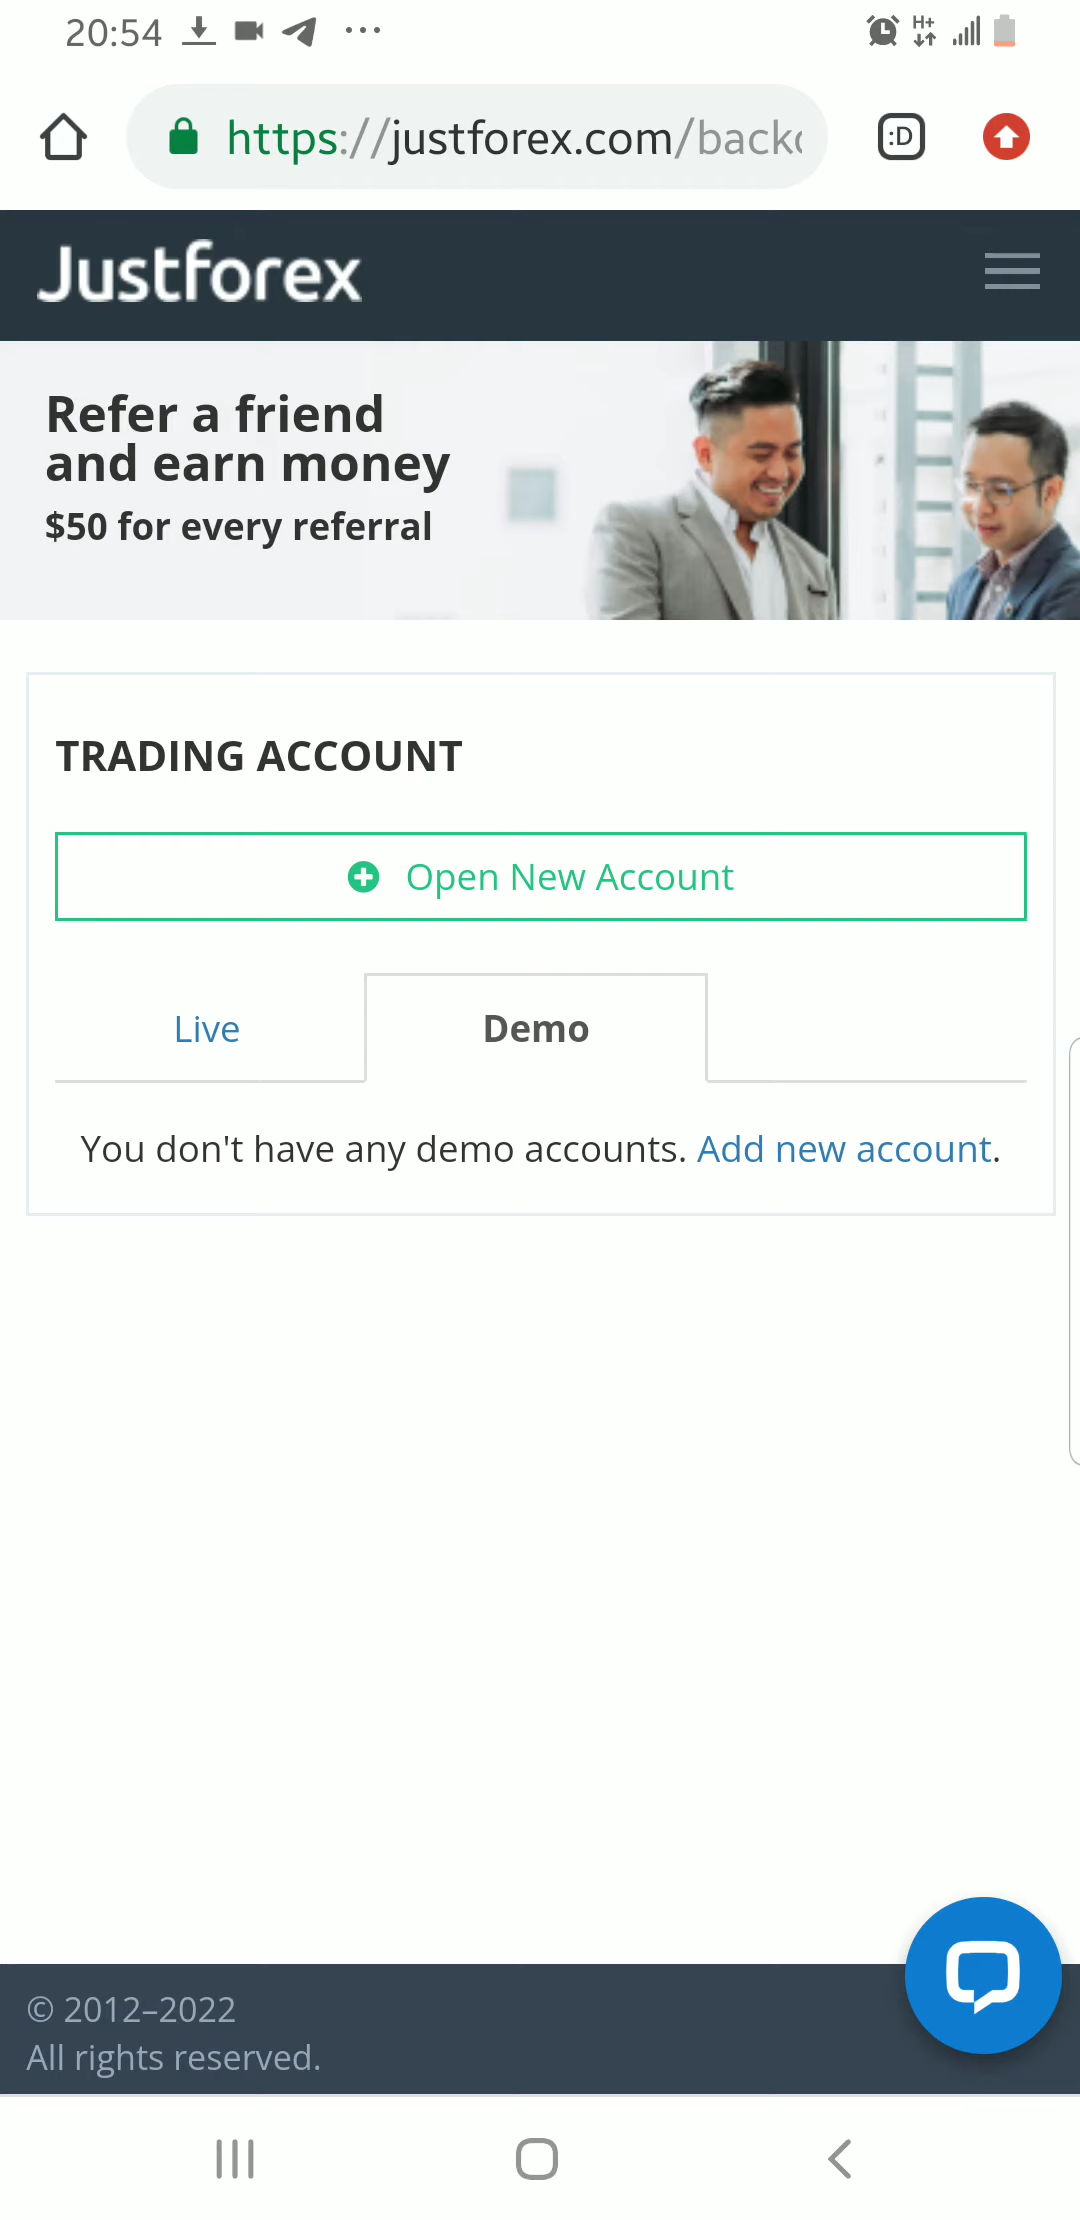 20:54
H+
https://justforex.com/back
:D
Justforex
Refer a friend
and earn money
$50 for every referral
TRADING ACCOUNT
Open New Account
Live
Demo
You don't have any demo accounts. Add new account.
© 2012–2022
All rights reserved.